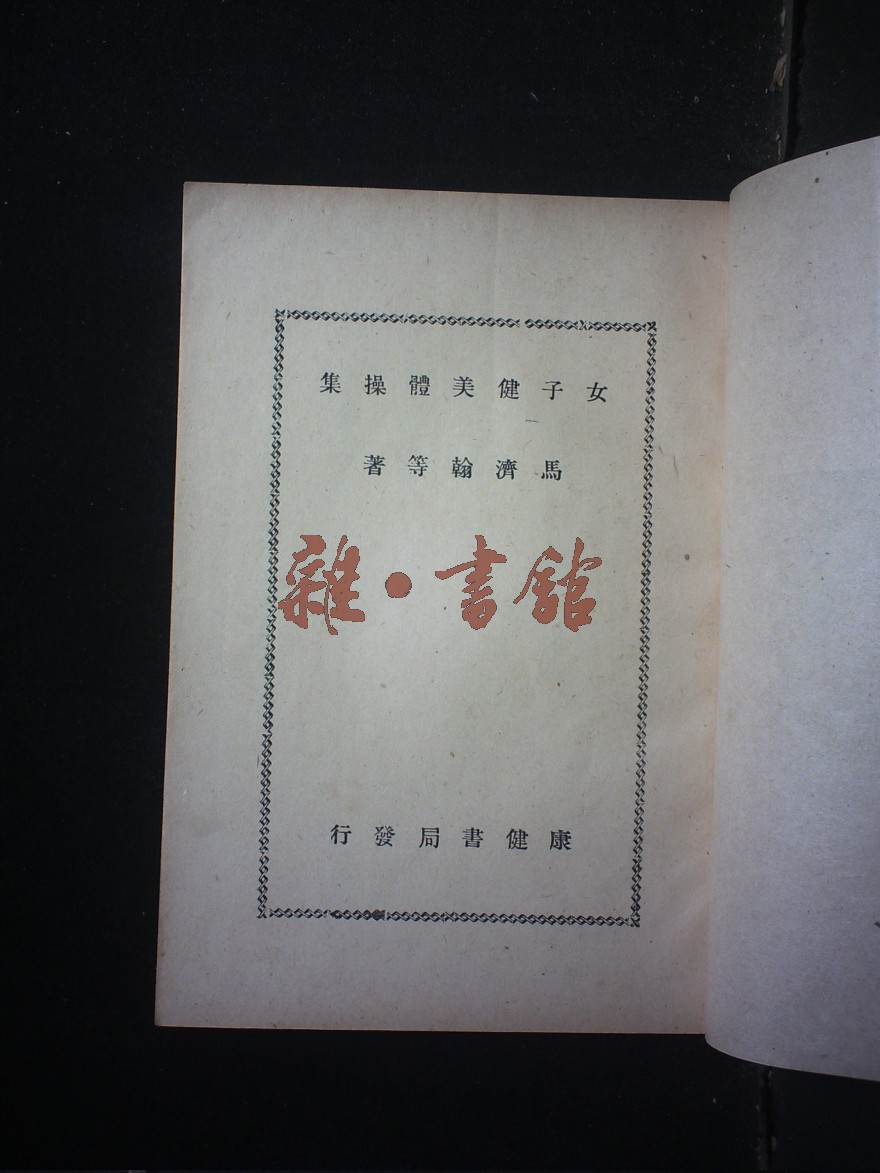 女子健美體操集
馬濟翰等著
雜·書館
康健書局發行